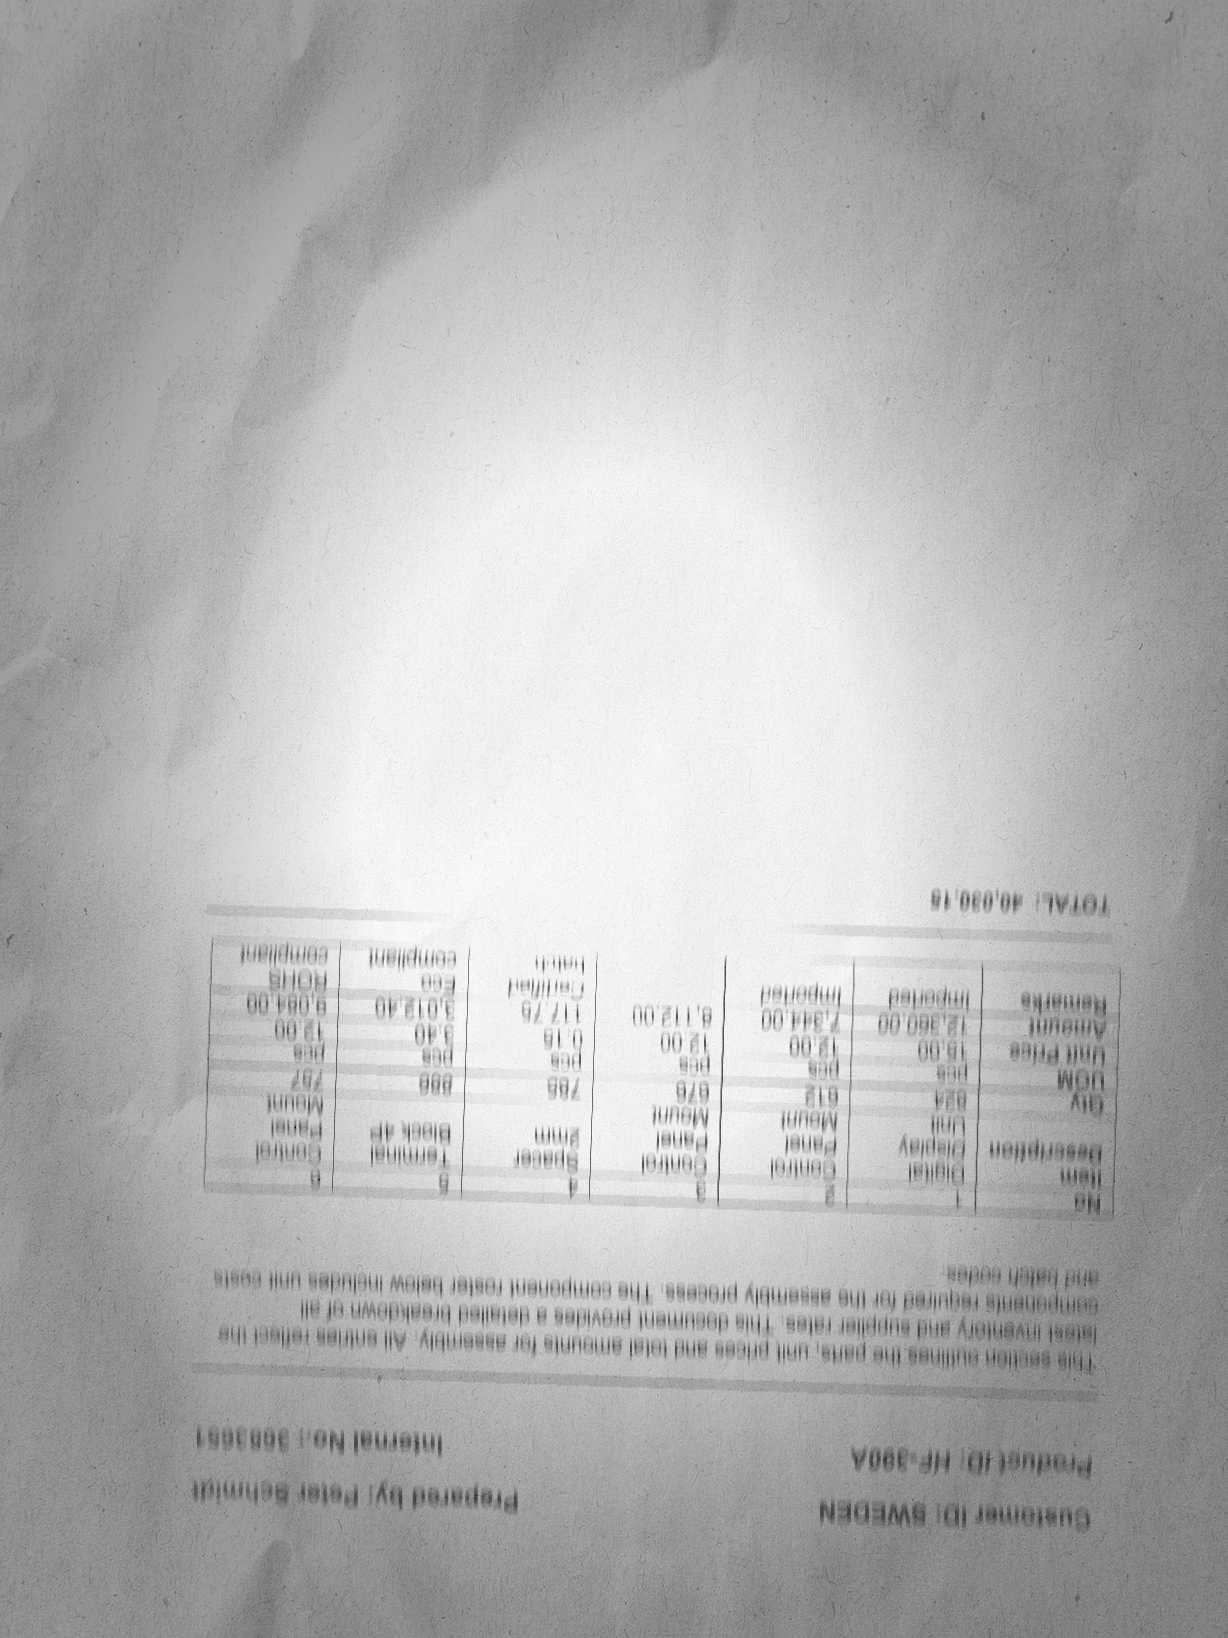 Customer ID: SWEDEN Prepared by: Peter Schmidt
Product ID: HF-390A Internal No.:
This section outlines the parts, unit prices and total amounts for assembly. All entries reflect the
latest inventory and supplier rates. This document provides a detailed breakdown of all
components required for the assembly process. The component roster below includes unit costs
and batch codes.
No 1 2 3 4 5 6
Item Digital Control Control Spacer Terminal Control
Description Display Panel Panel 2mm Block 4P Panel
Unit Mount Mount Mount
Qty 824 612 676 785 886 757
UOM pcs pcs pcs pcs pcs pcs
Unit Price 15.00 12.00 12.00 0.15 3.40 12.00
Amount 12,360.00 7,344.00 8,112.00 117.75 3,012.40 9,084.00
Remarks Imported Imported Certified Eco ROHS
batch compliant compliant
TOTAL: 40,030.15